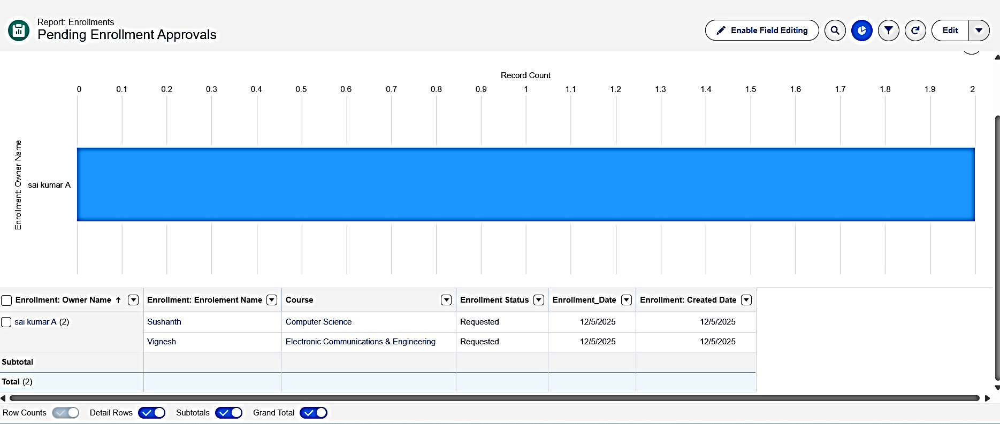 Report: Enrollments
Pending Enrollment Approvals
Enable Field Editing
Edit
Record Count
0 0.1 0.2 0.3 0.4 0.5 0.6 0.7 0.8 0.9 1 1.1 1.2 1.3 1.4 1.5 1.6 1.7 1.8 1.9 2
Enrollment: Owner Name
sai kumar A
Enrollment: Owner Name ↑ Enrollment: Enrolement Name Course Enrollment Status Enrollment_Date Enrollment: Created Date
sai kumar A (2) Sushanth Computer Science Requested 12/5/2025 12/5/2025
Vignesh Electronic Communications & Engineering Requested 12/5/2025 12/5/2025
Subtotal
Total (2)
Row Counts Detail Rows Subtotals Grand Total